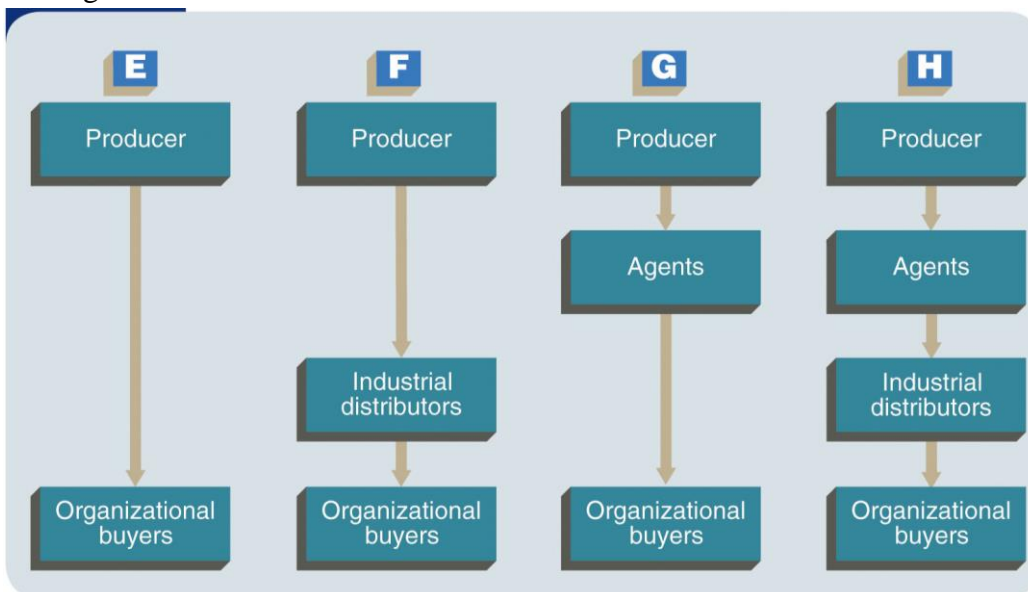 E
Producer
Organizational
buyers
F
Producer
Industrial
distributors
Organizational
buyers
G
Producer
Agents
Organizational
buyers
H
Producer
Agents
Industrial
distributors
Organizational
buyers